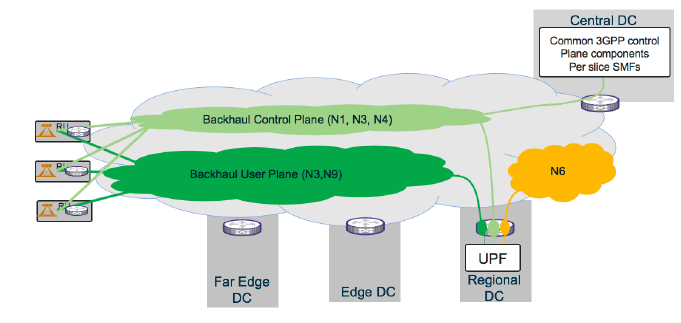 Central DC
Common 3GPP control
Plane components
Per slice SMFs
RU
Backhaul Control Plane (N1, N3, N4)
Backhaul User Plane (N3,N9)
N6
UPF
Far Edge
DC
Edge DC
Regional
DC